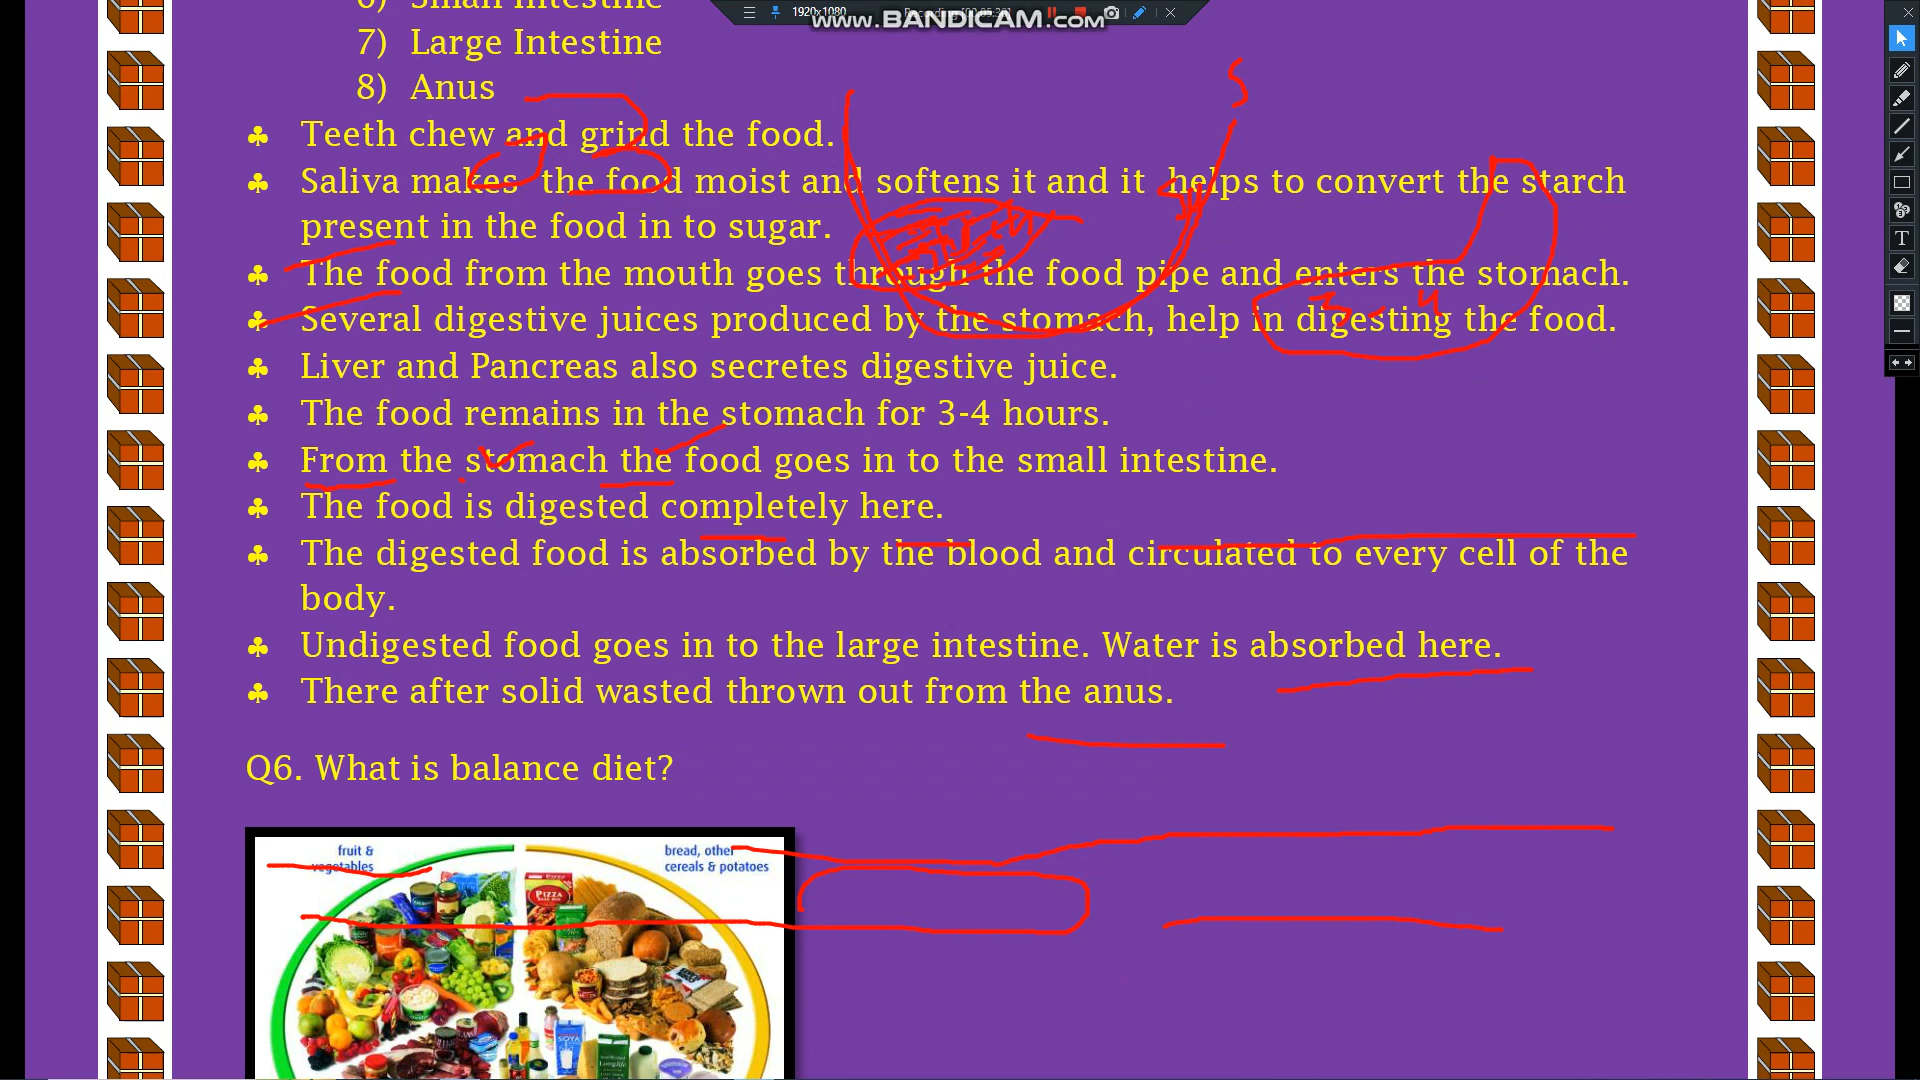 1920x1080
www.BANDICAM.com
6) Small Intestine
7) Large Intestine
8) Anus
♣ Teeth chew and grind the food.
♣ Saliva makes the food moist and softens it and it helps to convert the starch
present in the food in to sugar.
♣ The food from the mouth goes through the food pipe and enters the stomach.
♣ Several digestive juices produced by the stomach, help in digesting the food.
3-4
♣ Liver and Pancreas also secretes digestive juice.
♣ The food remains in the stomach for 3-4 hours.
♣ From the stomach the food goes in to the small intestine.
♣ The food is digested completely here.
♣ The digested food is absorbed by the blood and circulated to every cell of the
body.
♣ Undigested food goes in to the large intestine. Water is absorbed here.
♣ There after solid wasted thrown out from the anus.
Q6. What is balance diet?
fruit &
vegetables
bread, other
cereals & potatoes
PIZZA
SOYA